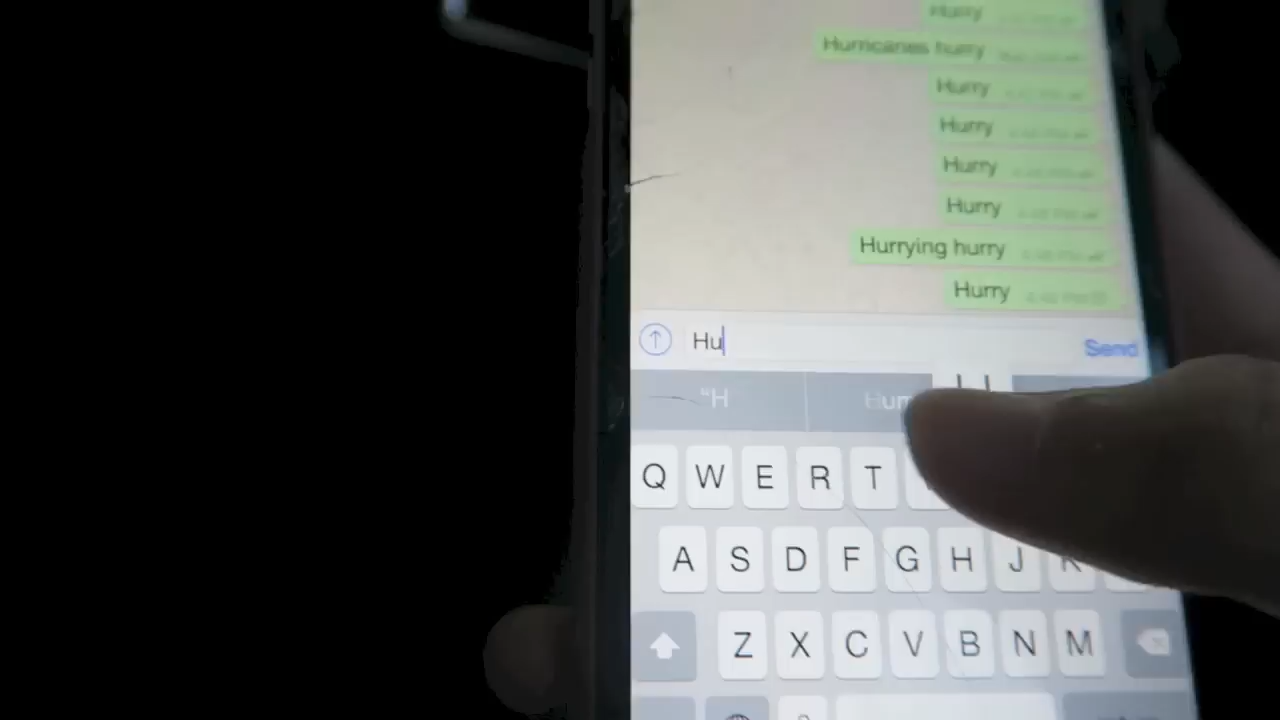 Hurry
Hurricanes hurry
Hurry
Hurry
Hurry
Hurry
Hurrying hurry
Hurry
Hu
Send
"H
Q W E R T
A S D F G H J K
Z X C V B N M